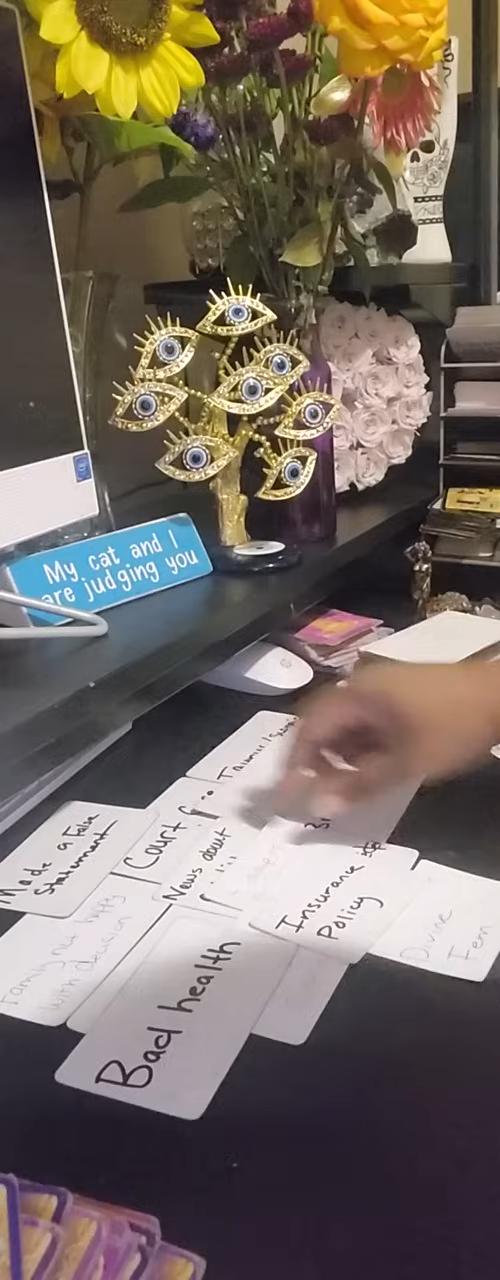 My cat and I
are judging you
Made a False
Statement
Court
News about
...
Insurance
Policy
Family not happy
with decision
Divine
Fem
Bad health